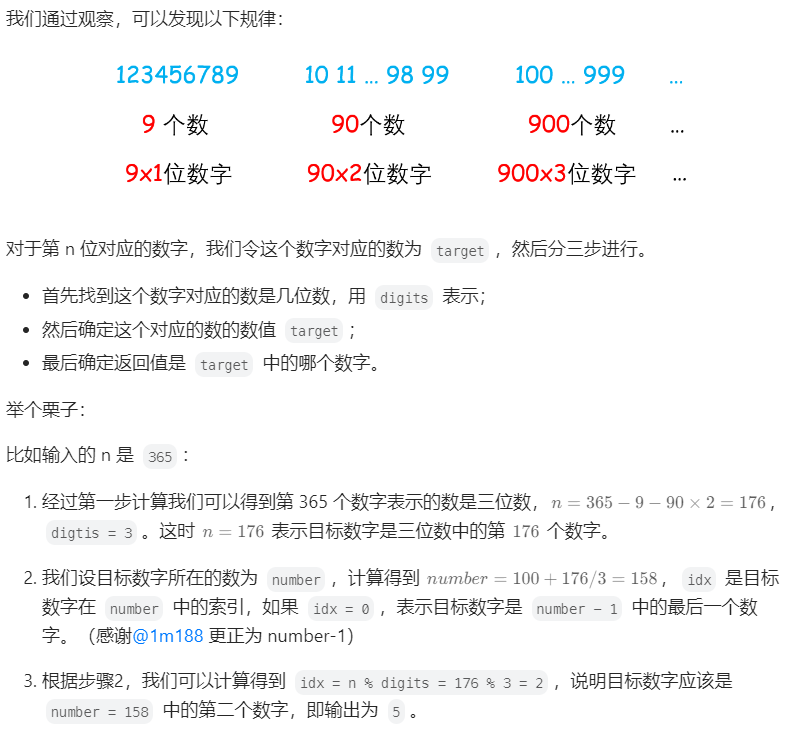 我们通过观察，可以发现以下规律：
123456789 10 11 ... 98 99 100 ... 999 ...
9 个数 90个数 900个数 ...
9x1位数字 90x2位数字 900x3位数字 ...
对于第 n 位对应的数字，我们令这个数字对应的数为 target ，然后分三步进行。
• 首先找到这个数字对应的数是几位数，用 digits 表示；
• 然后确定这个对应的数的数值 target ；
• 最后确定返回值是 target 中的哪个数字。
举个栗子：
比如输入的 n 是 365 ：
1. 经过第一步计算我们可以得到第 365 个数字表示的数是三位数，n = 365 − 9 − 90 × 2 = 176，
digtis = 3 。这时 n = 176 表示目标数字是三位数中的第 176 个数字。
2. 我们设目标数字所在的数为 number ，计算得到 number = 100 + 176/3 = 158， idx 是目标
数字在 number 中的索引，如果 idx = 0 ，表示目标数字是 number − 1 中的最后一个数
字。（感谢@1m188 更正为 number-1）
3. 根据步骤2，我们可以计算得到 idx = n % digits = 176 % 3 = 2 ，说明目标数字应该是
number = 158 中的第二个数字，即输出为 5 。